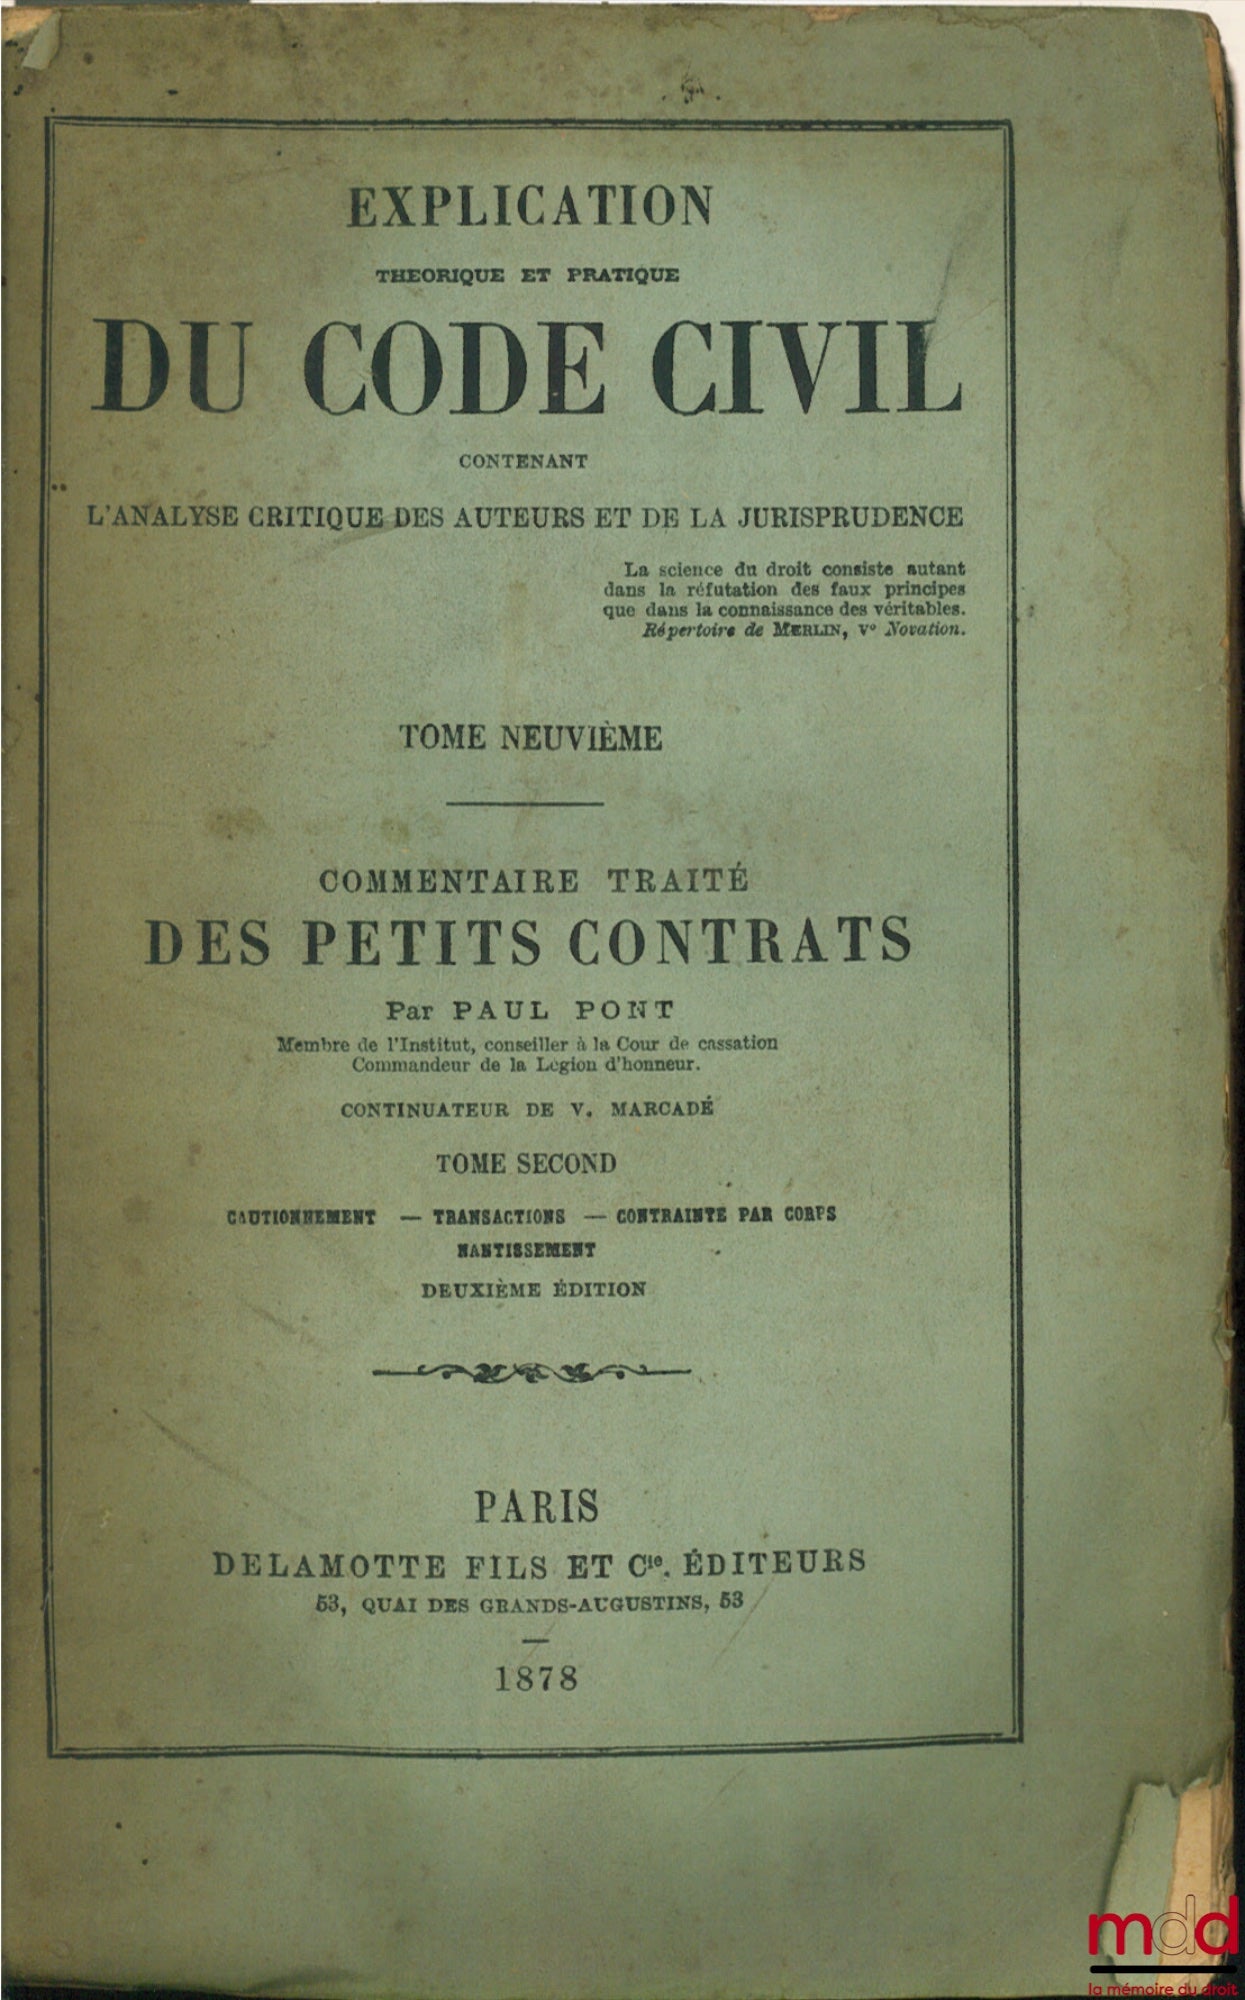 EXPLICATION
THEORIQUE ET PRATIQUE
DU CODE CIVIL
CONTENANT
L'ANALYSE CRITIQUE DES AUTEURS ET DE LA JURISPRUDENCE
La science du droit consiste autant
dans la réfutation des faux principes
que dans la connaissance des véritables.
Répertoire de MERLIN, V° Novation.
TOME NEUVIÈME
COMMENTAIRE TRAITÉ
DES PETITS CONTRATS
Par PAUL PONT
Membre de l'Institut, conseiller à la Cour de cassation
Commandeur de la Légion d'honneur.
CONTINUATEUR DE V. MARCADÉ
TOME SECOND
CAUTIONNEMENT — TRANSACTIONS — CONTRAINTE PAR CORPS
NANTISSEMENT
DEUXIÈME ÉDITION
PARIS
DELAMOTTE FILS ET Cie. ÉDITEURS
53, QUAI DES GRANDS-AUGUSTINS, 53
1878
mdd
la mémoire du droit